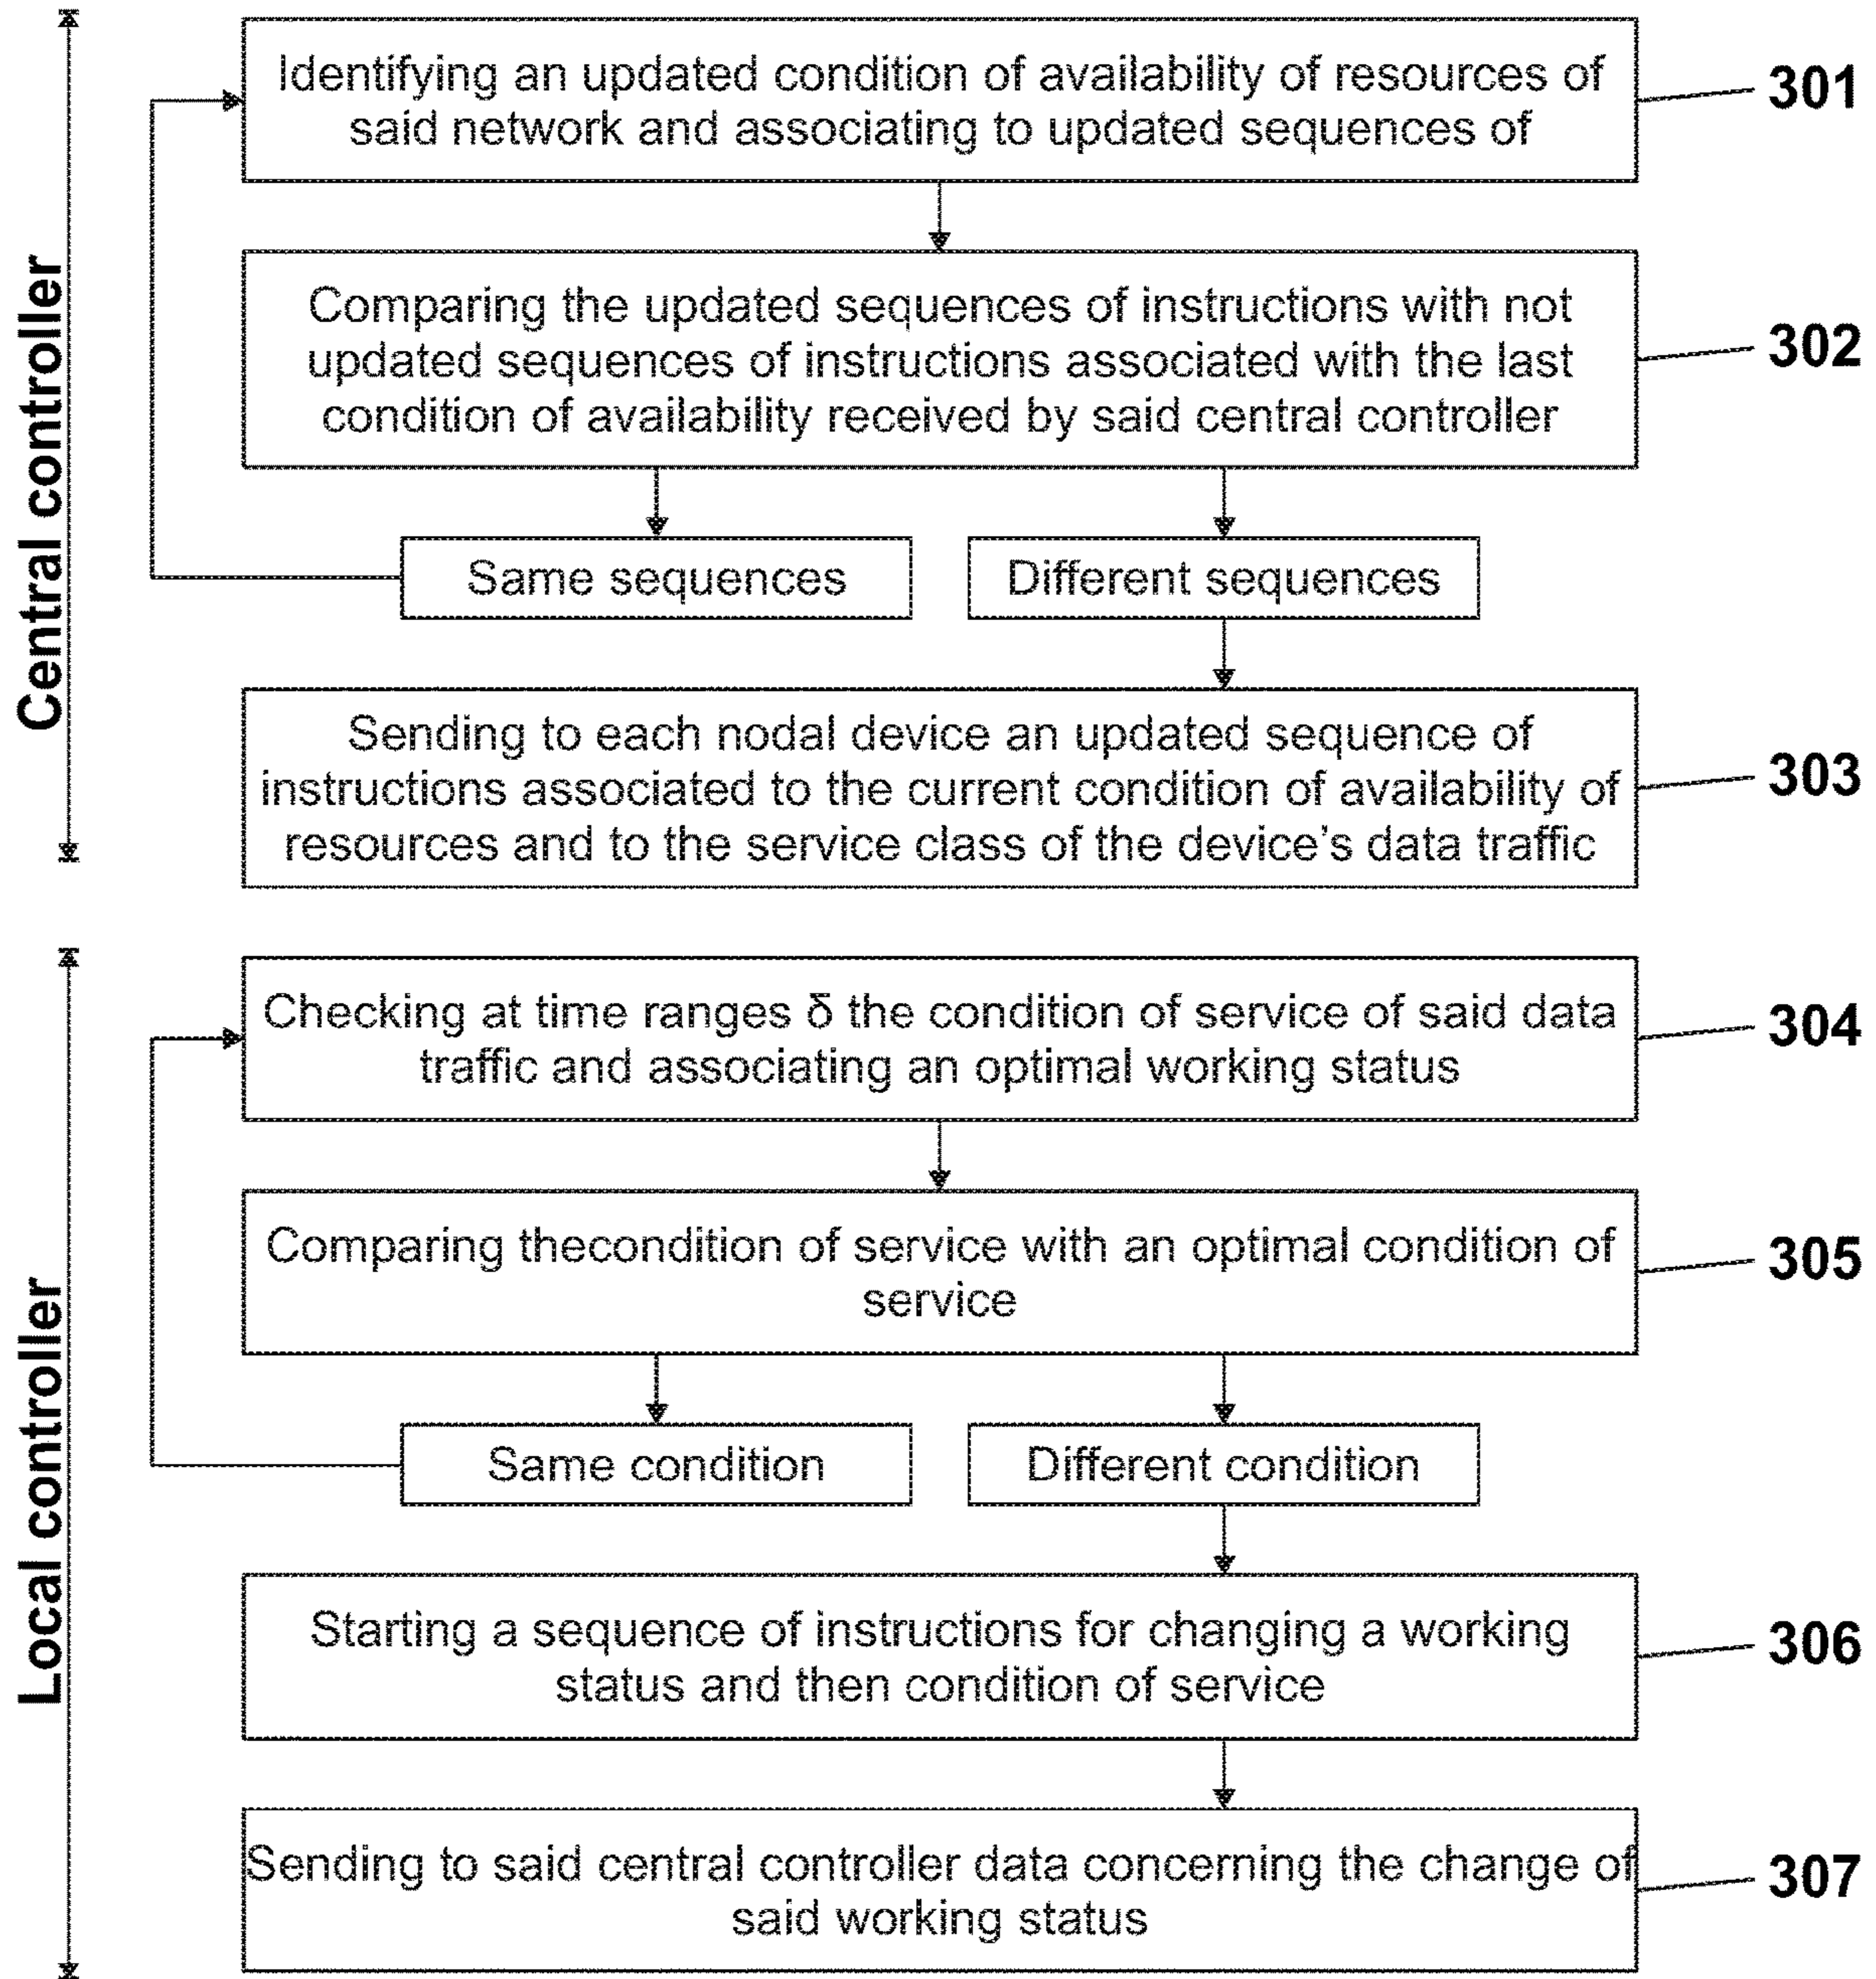 Central controller
Identifying an updated condition of availability of resources of
said network and associating to updated sequences of
301
Comparing the updated sequences of instructions with not
updated sequences of instructions associated with the last
condition of availability received by said central controller
302
Same sequences
Different sequences
Sending to each nodal device an updated sequence of
instructions associated to the current condition of availability of
resources and to the service class of the device's data traffic
303
Local controller
Checking at time ranges δ the condition of service of said data
traffic and associating an optimal working status
304
Comparing thecondition of service with an optimal condition of
service
305
Same condition
Different condition
Starting a sequence of instructions for changing a working
status and then condition of service
306
Sending to said central controller data concerning the change of
said working status
307